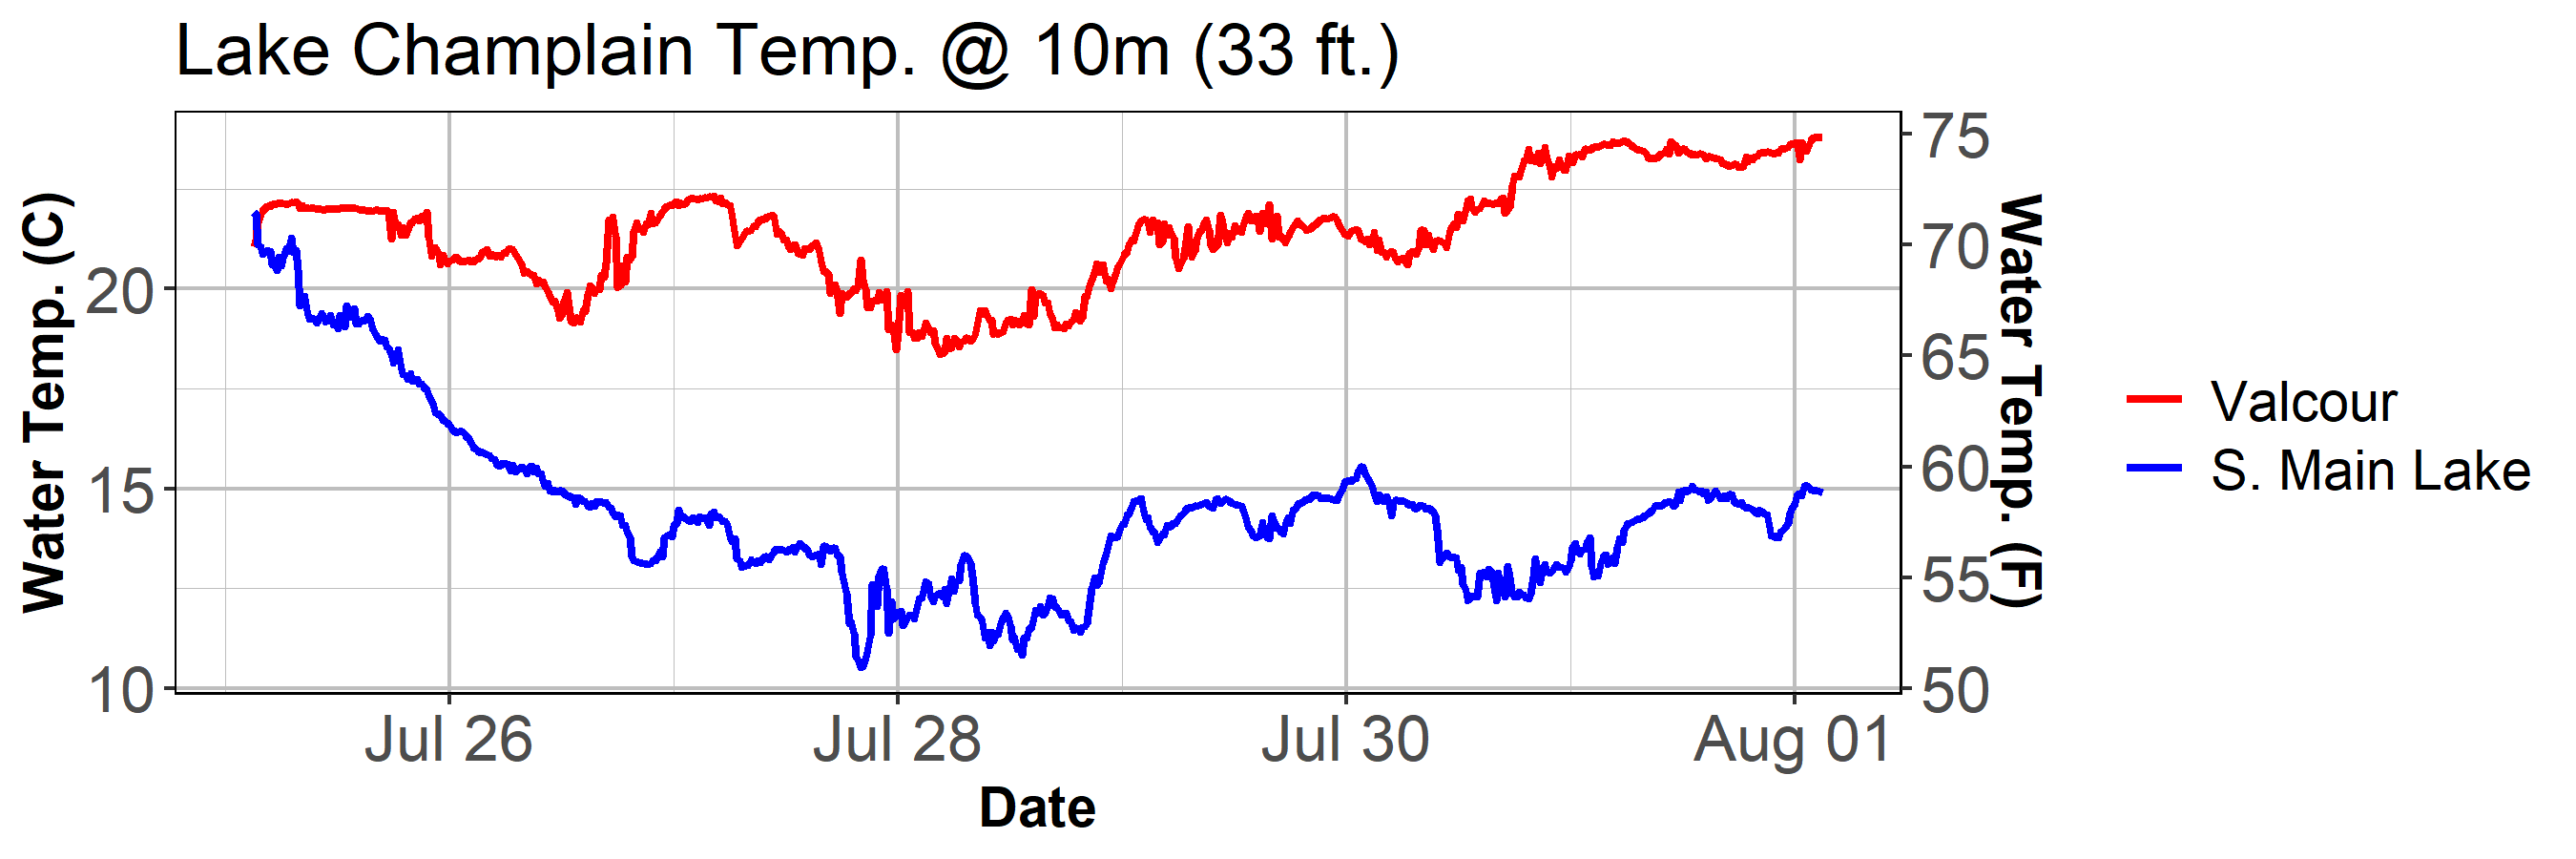 Lake Champlain Temp. @ 10m (33 ft.)
Water Temp. (C)
20
15
10
75
70
65
60
55
50
Water Temp. (F)
Jul 26
Jul 28
Jul 30
Aug 01
Date
Valcour
S. Main Lake